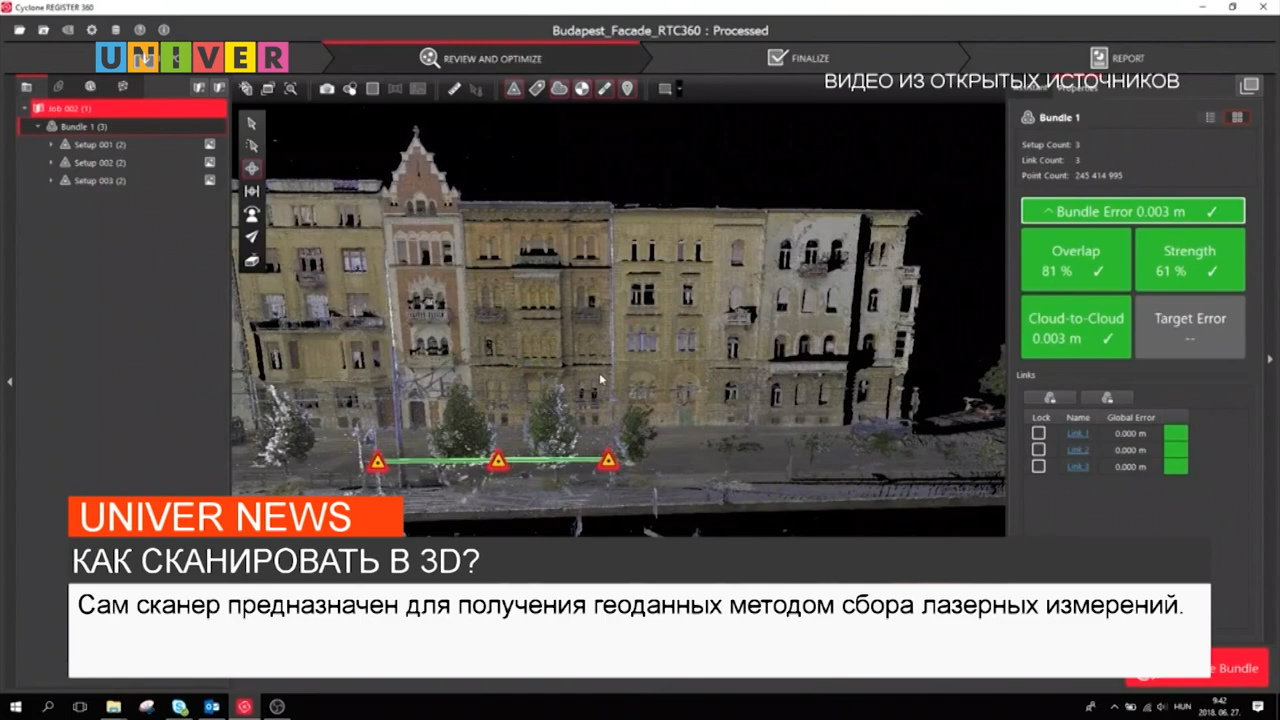 Cyclone REGISTER 360
Budapest_Facade_RTC360 : Processed
UNIVER
REVIEW AND OPTIMIZE
FINALIZE
REPORT
ВИДЕО ИЗ ОТКРЫТЫХ ИСТОЧНИКОВ
Properties
Job 002 (1)
Bundle 1 (3)
Setup 001 (2)
Setup 002 (2)
Setup 003 (2)
Bundle 1
Setup Count: 3
Link Count: 3
Point Count: 245 414 995
Bundle Error 0.003 m
Overlap
81 %
Strength
61 %
Cloud-to-Cloud
0.003 m
Target Error
--
Links
Lock Name Global Error
Link 1 0.000 m
Link 2 0.000 m
Link 3 0.000 m
UNIVER NEWS
КАК СКАНИРОВАТЬ В 3D?
Сам сканер предназначен для получения геоданных методом сбора лазерных измерений.
Bundle
HUN
9:42
2018. 06. 27.